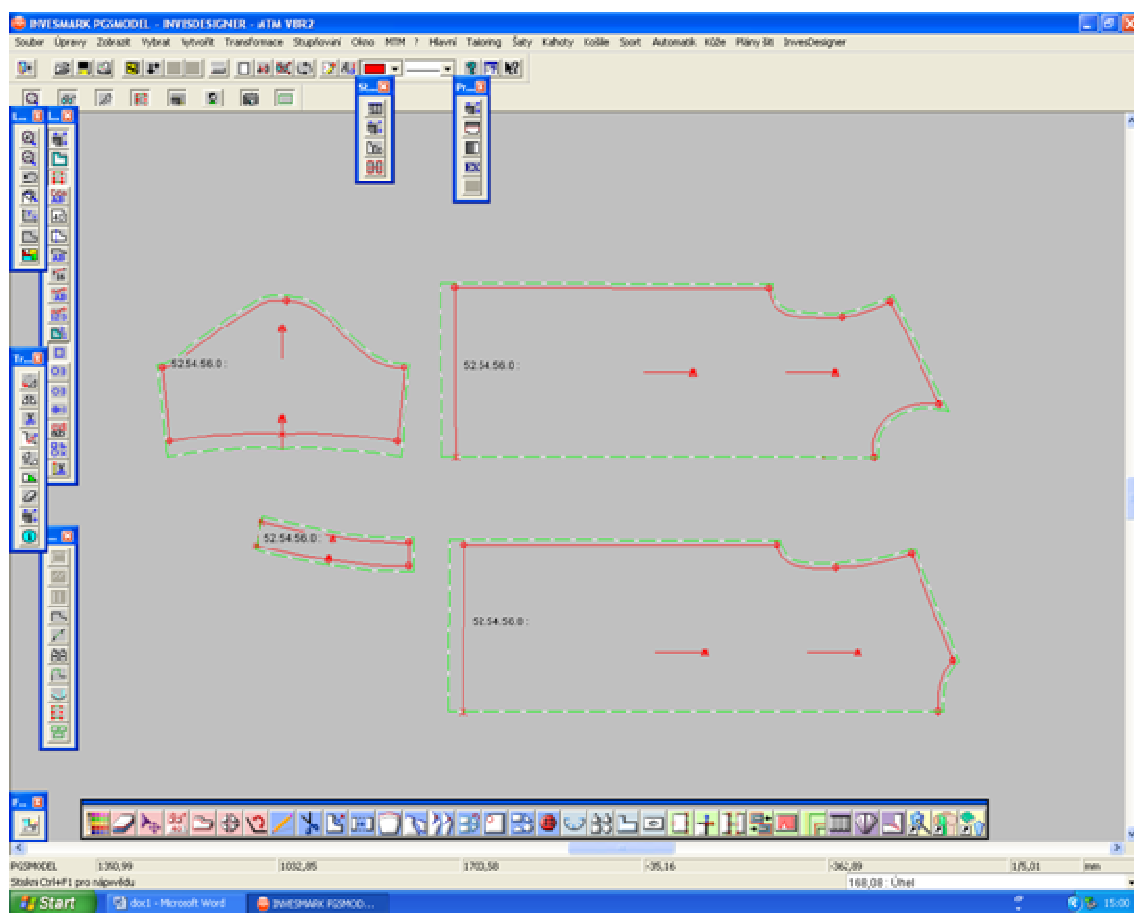 INVESMARK PGSMODEL - INVESDESIGNER - ATM V8R2
Soubor Úpravy Zobrazit Vybrat Vytvořit Transformace Stupňování Okno MTM ? Hlavní Tailoring Šaty Kalhoty Košile Sport Automatik Kůže Plány šití InvesDesigner
St...
Pr...
L...
L...
52.54.56.0 :
52.54.56.0 :
Tr...
52.54.56.0 :
52.54.56.0 :
F...
PGSMODEL 1350,99 1032,85 1703,58 -35,16 -362,89 1/5,01 mm
Stiskni Ctrl+F1 pro nápovědu 168,08 : Úhel
Start doc1 - Microsoft Word INVESMARK PGSMOD... 15:00